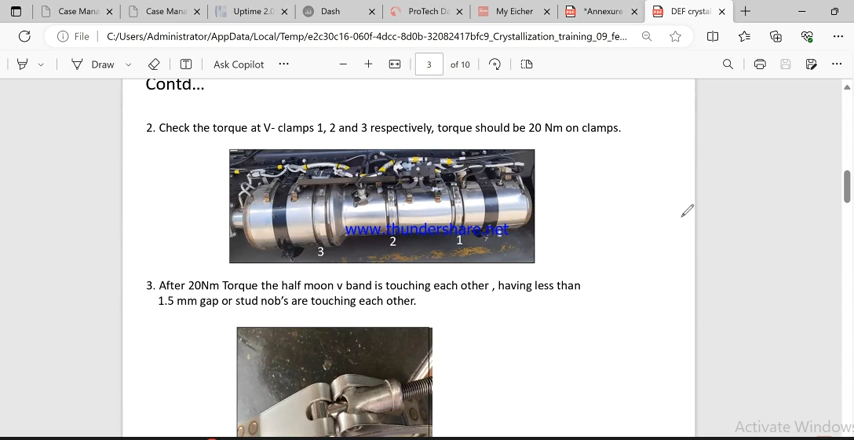 Case Mana
Case Mana
Uptime 2.0
Dash
ProTech Da
My Eicher
*Annexure
DEF crystal
File
C:/Users/Administrator/AppData/Local/Temp/e2c30c16-060f-4dcc-8d0b-32082417bfc9_Crystallization_training_09_fe...
Draw
Ask Copilot
3 of 10
Contd...
2. Check the torque at V- clamps 1, 2 and 3 respectively, torque should be 20 Nm on clamps.
www.thundershare.net
3 2 1
3. After 20Nm Torque the half moon v band is touching each other , having less than
1.5 mm gap or stud nob's are touching each other.
Activate Windows